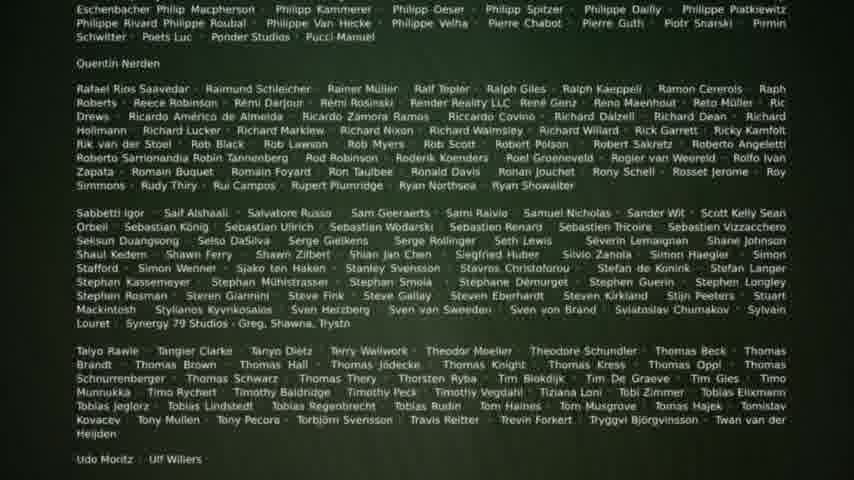 Eschenbacher Philip Macpherson · Philipp Kammerer · Philipp Oeser · Philipp Spitzer · Philippe Dailly · Philippe Piatkiewitz
Philippe Rivard Philippe Roubal · Philippe Van Hecke · Philippe Velha · Pierre Chabot · Pierre Guth · Piotr Snarski · Pirmin
Schwitter · Poets Luc · Ponder Studios · Pucci Manuel
Quentin Nerden
Rafael Rios Saavedar · Raimund Schleicher · Rainer Müller · Ralf Tepler · Ralph Giles · Ralph Kaeppeli · Ramon Cererols · Raph
Roberts · Reece Robinson · Rémi Darjour · Rémi Rosinski · Render Reality LLC · René Genz · Reno Maenhout · Reto Müller · Ric
Drews · Ricardo Américo de Almeida · Ricardo Zamora Ramos · Riccardo Covino · Richard Dalzell · Richard Dean · Richard
Hollmann · Richard Lucker · Richard Marklew · Richard Nixon · Richard Walmsley · Richard Willard · Rick Garrett · Ricky Kamfolt
Rik van der Stoel · Rob Black · Rob Lawson · Rob Myers · Rob Scott · Robert Polson · Robert Sakretz · Roberto Angeletti
Roberto Sarrionandia Robin Tannenberg · Rod Robinson · Roderik Koenders · Roel Groeneveld · Rogier van Weereld · Rolfo Ivan
Zapata · Romain Buquet · Romain Foyard · Ron Taulbee · Ronald Davis · Ronan Jouchet · Rony Schell · Rosset Jerome · Roy
Simmons · Rudy Thiry · Rui Campos · Rupert Plumridge · Ryan Northsea · Ryan Showalter
Sabbetti Igor · Saif Alshaali · Salvatore Russo · Sam Geeraerts · Sami Raivio · Samuel Nicholas · Sander Wit · Scott Kelly Sean
Orbell · Sebastian König · Sebastian Ullrich · Sebastian Wodarski · Sebastien Renard · Sebastien Tricoire · Sebastien Vizzacchero
Seksun Duangsong · Selso DaSilva · Serge Gielkens · Serge Rollinger · Seth Lewis · Séverin Lemaignan · Shane Johnson
Shaul Kedem · Shawn Ferry · Shawn Zilbert · Shian Jan Chen · Siegfried Huber · Silvio Zanola · Simon Haegler · Simon
Stafford · Simon Wenner · Sjako ten Haken · Stanley Svensson · Stavros Christoforou · Stefan de Konink · Stefan Langer
Stephan Kassemeyer · Stephan Mühlstrasser · Stephan Smola · Stephane Démurget · Stephen Guerin · Stephen Longley
Stephen Rosman · Steren Giannini · Steve Fink · Steve Gallay · Steven Eberhardt · Steven Kirkland · Stijn Peeters · Stuart
Mackintosh · Stylianos Kyvrikosaios · Sven Herzberg · Sven van Sweeden · Sven von Brand · Sviatoslav Chumakov · Sylvain
Louret · Synergy 79 Studios - Greg, Shawna, Trystn
Talyo Rawle · Tangier Clarke · Tanyo Dietz · Terry Wallwork · Theodor Moeller · Theodore Schundler · Thomas Beck · Thomas
Brandt · Thomas Brown · Thomas Hall · Thomas Jödecke · Thomas Knight · Thomas Kress · Thomas Oppl · Thomas
Schnurrenberger · Thomas Schwarz · Thomas Thery · Thorsten Ryba · Tim Blokdijk · Tim De Graeve · Tim Gies · Timo
Munnukka · Timo Rychert · Timothy Baldridge · Timothy Peck · Timothy Vegdahl · Tiziana Loni · Tobi Zimmer · Tobias Elixmann
Tobias Jeglorz · Tobias Lindstedt · Tobias Regenbrecht · Tobias Rudin · Tom Haines · Tom Musgrove · Tomas Hajek · Tomislav
Kovacev · Tony Mullen · Tony Pecora · Torbjörn Svensson · Travis Reitter · Trevin Forkert · Tryggvi Björgvinsson · Twan van der
Heijden
Udo Moritz · Ulf Willers ·